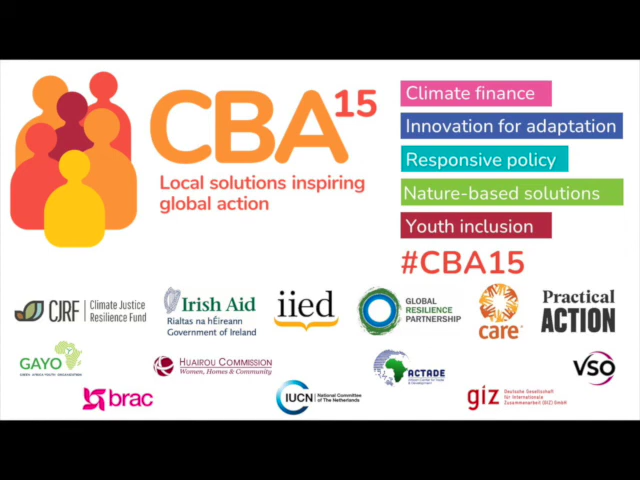 CBA15
Local solutions inspiring
global action
Climate finance
Innovation for adaptation
Responsive policy
Nature-based solutions
Youth inclusion
#CBA15
CJRF
Climate Justice
Resilience Fund
Irish Aid
Rialtas na hÉireann
Government of Ireland
iied
GLOBAL
RESILIENCE
PARTNERSHIP
care
Practical
ACTION
GAYO
HUAIROU COMMISSION
Women, Homes & Community
ACTADE
VSO
brac
IUCN
National Committee
of The Netherlands
giz
Deutsche Gesellschaft
für Internationale
Zusammenarbeit (GIZ) GmbH